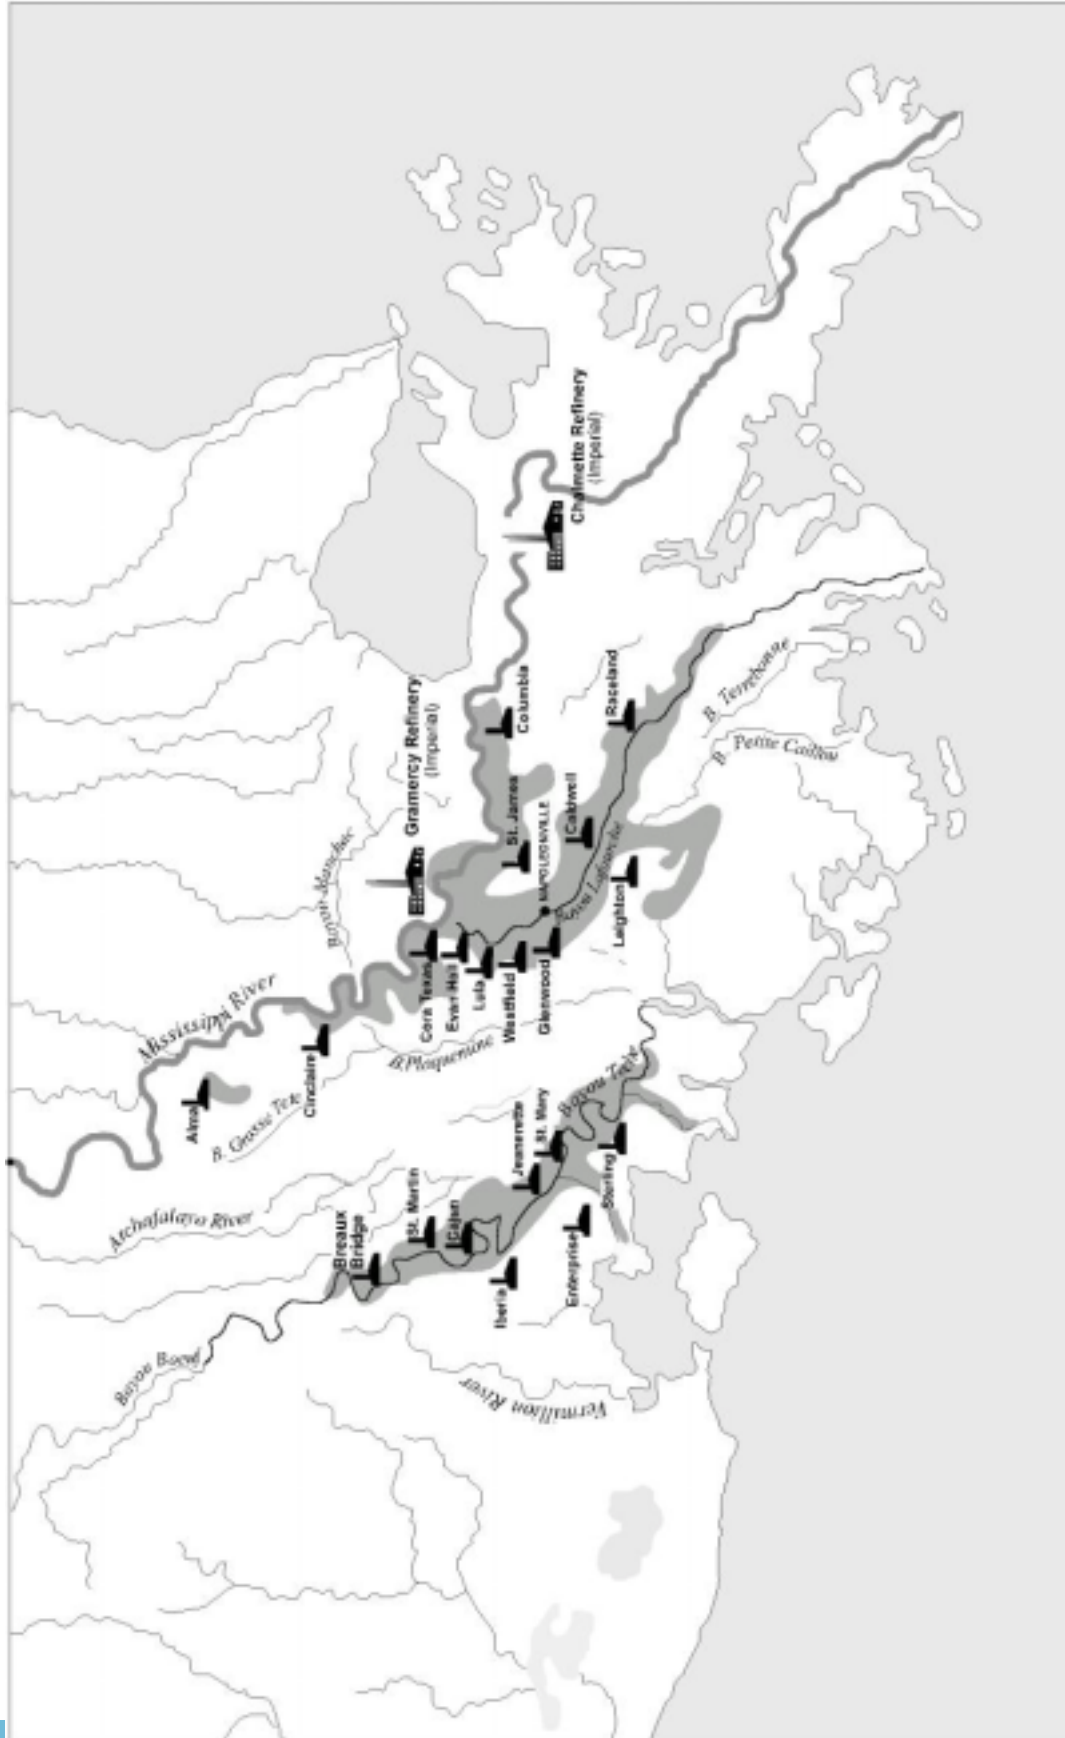 Mississippi River
Alma
B. Grosse Tete
Cinclaire
Atchafalaya River
Bayou Boeuf
Breaux
Bridge
St. Martin
Cajun
Iberia
Vermillion River
Enterprise
Sterling
Jeanerette
St. Mary
Bayou Teche
B.Plaquemine
Bayou Manchac
Cora Texas
Evan Hall
Lula
Westfield
Glenwood
Gramercy Refinery
(Imperial)
St. James
NAPOLEONVILLE
Columbia
Caldwell
Bayou Lafourche
Leighton
Raceland
B. Terrebonne
B. Petite Caillou
Chalmette Refinery
(Imperial)